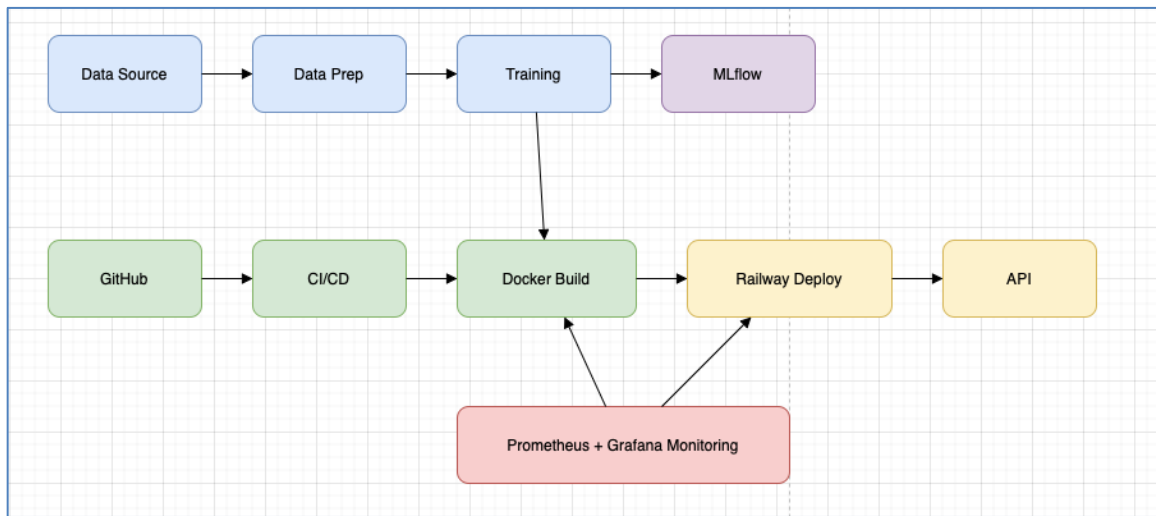 Data Source
Data Prep
Training
MLflow
GitHub
CI/CD
Docker Build
Railway Deploy
API
Prometheus + Grafana Monitoring